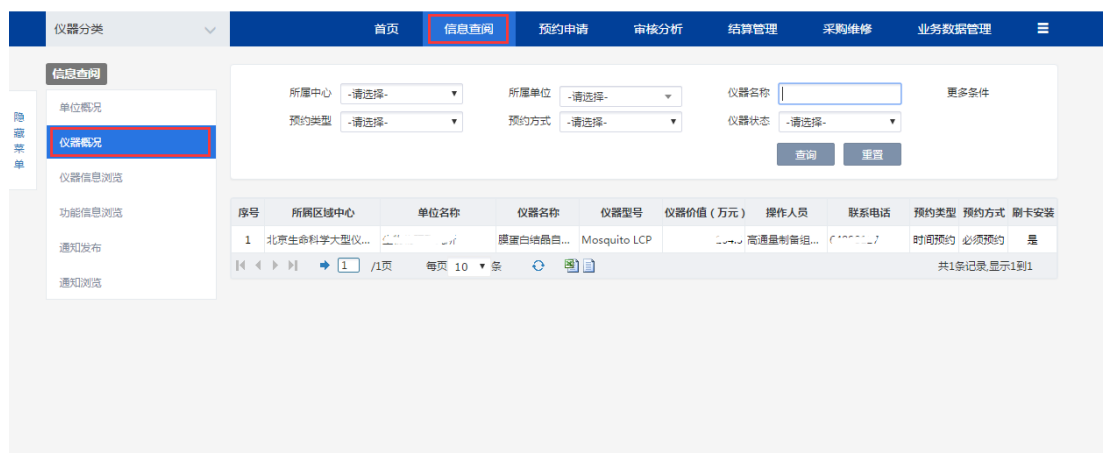 仪器分类 首页 信息查阅 预约申请 审核分析 结算管理 采购维修 业务数据管理
信息查阅
单位概况
仪器概况
仪器信息浏览
功能信息浏览
通知发布
通知浏览
隐藏菜单
所属中心 -请选择- 所属单位 -请选择- 仪器名称 更多条件
预约类型 -请选择- 预约方式 -请选择- 仪器状态 -请选择-
查询 重置
序号 所属区域中心 单位名称 仪器名称 仪器型号 仪器价值(万元) 操作人员 联系电话 预约类型 预约方式 刷卡安装
1 北京生命科学大型仪... 膜蛋白结晶自... Mosquito LCP 高通量制备组... 时间预约 必须预约 是
1 /1页 每页 10 条 共1条记录,显示1到1